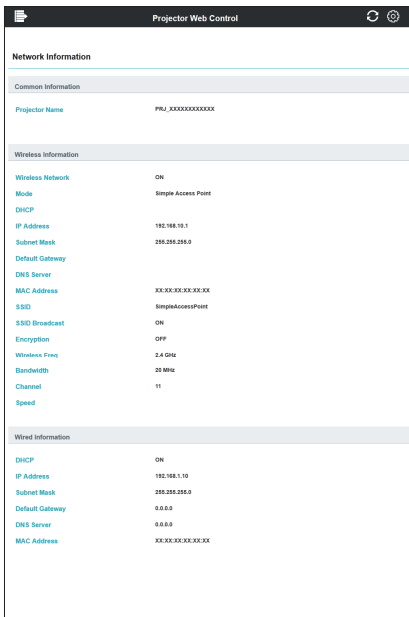 Projector Web Control
Network Information
Common Information
Projector Name PRJ_XXXXXXXXXXXX
Wireless Information
Wireless Network ON
Mode Simple Access Point
DHCP
IP Address 192.168.10.1
Subnet Mask 255.255.255.0
Default Gateway
DNS Server
MAC Address XX:XX:XX:XX:XX:XX
SSID SimpleAccessPoint
SSID Broadcast ON
Encryption OFF
Wireless Freq 2.4 GHz
Bandwidth 20 MHz
Channel 11
Speed
Wired Information
DHCP ON
IP Address 192.168.1.10
Subnet Mask 255.255.255.0
Default Gateway 0.0.0.0
DNS Server 0.0.0.0
MAC Address XX:XX:XX:XX:XX:XX